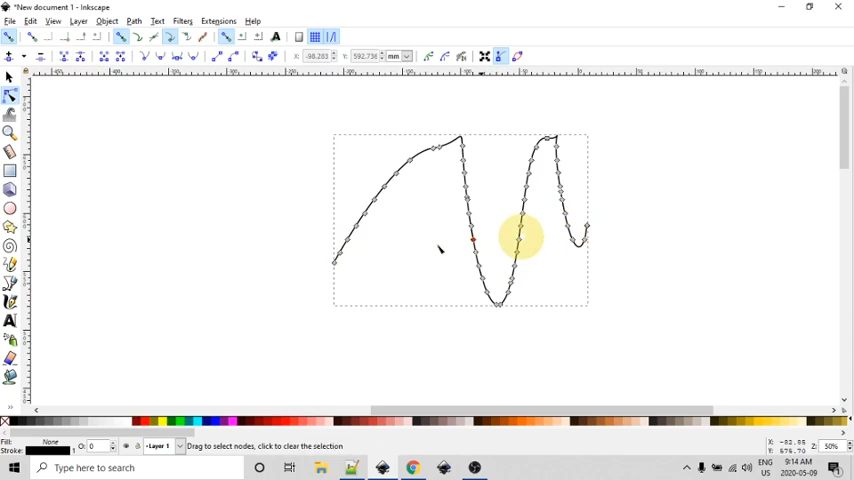 *New document 1 - Inkscape
File Edit View Layer Object Path Text Filters Extensions Help
X: -98.283 Y: 592.736 mm
Fill: None
Stroke: 1 O: 0 Layer 1 Drag to select nodes, click to clear the selection X: -82.85 Y: 575.70 Z: 50%
Type here to search
ENG 9:14 AM
US 2020-05-09